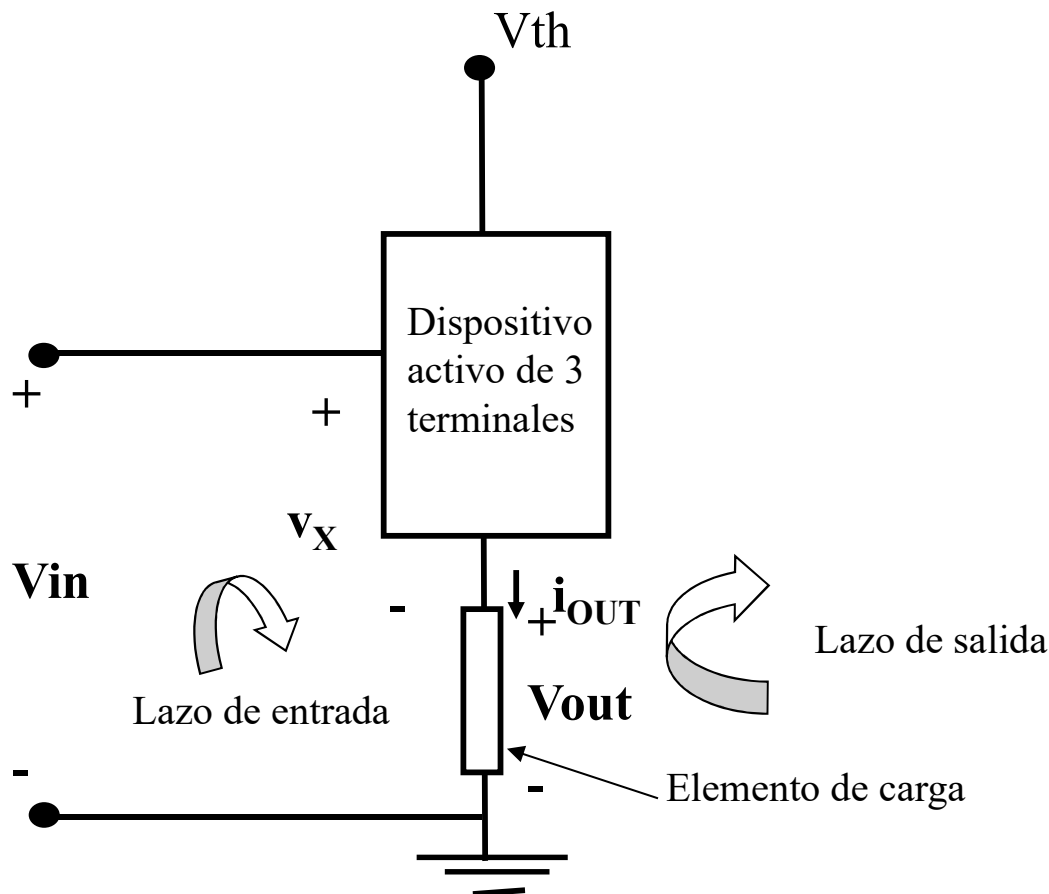 Vth
Dispositivo
activo de 3
terminales
+
+
vX
Vin
-
iOUT
+
Lazo de salida
Lazo de entrada
Vout
-
-
Elemento de carga